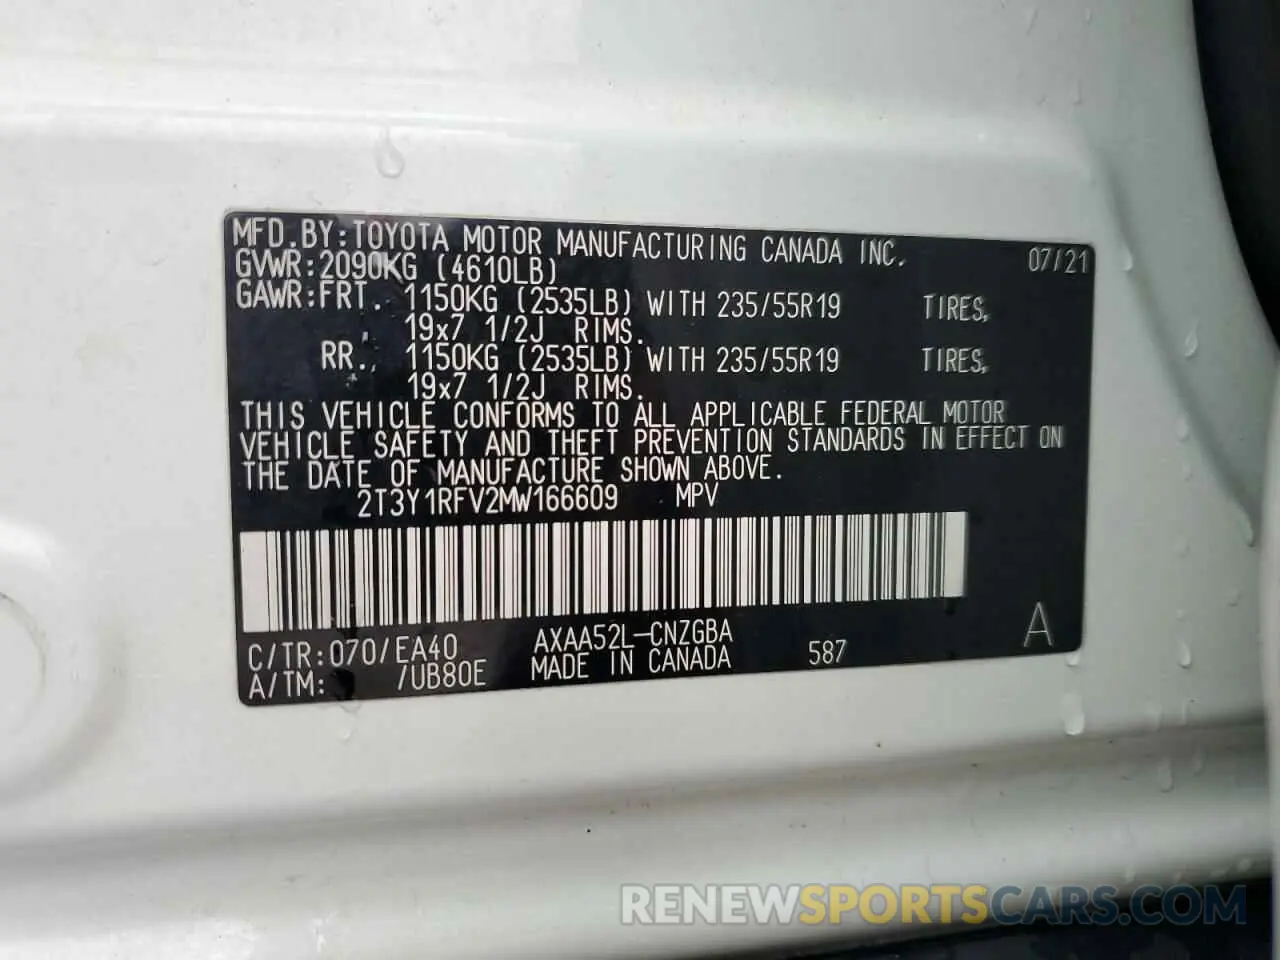 MFD.BY:TOYOTA MOTOR MANUFACTURING CANADA INC. 07/21
GVWR:2090KG (4610LB)
GAWR:FRT. 1150KG (2535LB) WITH 235/55R19 TIRES,
19x7 1/2J RIMS.
RR. 1150KG (2535LB) WITH 235/55R19 TIRES,
19x7 1/2J RIMS.
THIS VEHICLE CONFORMS TO ALL APPLICABLE FEDERAL MOTOR
VEHICLE SAFETY AND THEFT PREVENTION STANDARDS IN EFFECT ON
THE DATE OF MANUFACTURE SHOWN ABOVE.
2T3Y1RFV2MW166609 MPV
C/TR:070/EA40 AXAA52L-CNZGBA 587 A
A/TM: /UB80E MADE IN CANADA
RENEWSPORTSCARS.COM